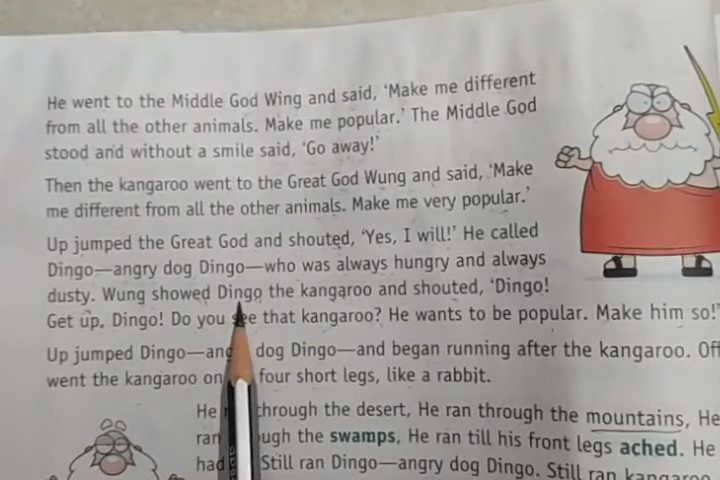 He went to the Middle God Wing and said, ‘Make me different
from all the other animals. Make me popular.’ The Middle God
stood and without a smile said, ‘Go away!’
Then the kangaroo went to the Great God Wung and said, ‘Make
me different from all the other animals. Make me very popular.’
Up jumped the Great God and shouted, ‘Yes, I will!’ He called
Dingo—angry dog Dingo—who was always hungry and always
dusty. Wung showed Dingo the kangaroo and shouted, ‘Dingo!
Get up, Dingo! Do you see that kangaroo? He wants to be popular. Make him so!’
Up jumped Dingo— dog Dingo—and began running after the kangaroo. Off
went the kangaroo on four short legs, like a rabbit.
He through the desert, He ran through the mountains, He
ran the swamps, He ran till his front legs ached. He
had Still ran Dingo—angry dog Dingo. Still ran kangaroo